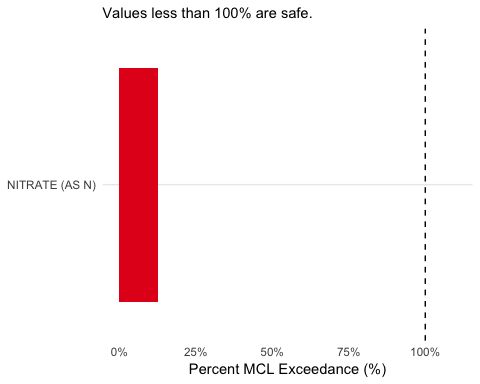 Values less than 100% are safe.
NITRATE (AS N)
0% 25% 50% 75% 100%
Percent MCL Exceedance (%)